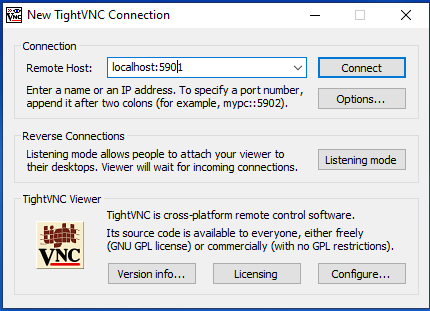 New TightVNC Connection
Connection
Remote Host: localhost:5901 Connect
Enter a name or an IP address. To specify a port number,
append it after two colons (for example, mypc::5902). Options...
Reverse Connections
Listening mode allows people to attach your viewer to
their desktops. Viewer will wait for incoming connections. Listening mode
TightVNC Viewer
tight VNC
TightVNC is cross-platform remote control software.
Its source code is available to everyone, either freely
(GNU GPL license) or commercially (with no GPL restrictions).
Version info... Licensing Configure...